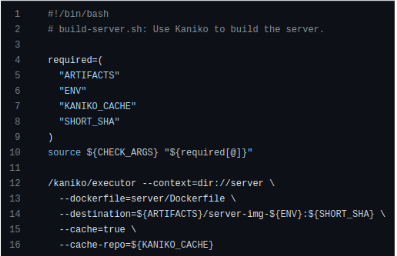 1 #!/bin/bash
2 # build-server.sh: Use Kaniko to build the server.
3
4 required=(
5   "ARTIFACTS"
6   "ENV"
7   "KANIKO_CACHE"
8   "SHORT_SHA"
9 )
10 source ${CHECK_ARGS} "${required[@]}"
11
12 /kaniko/executor --context=dir://server \
13   --dockerfile=server/Dockerfile \
14   --destination=${ARTIFACTS}/server-img-${ENV}:${SHORT_SHA} \
15   --cache=true \
16   --cache-repo=${KANIKO_CACHE}